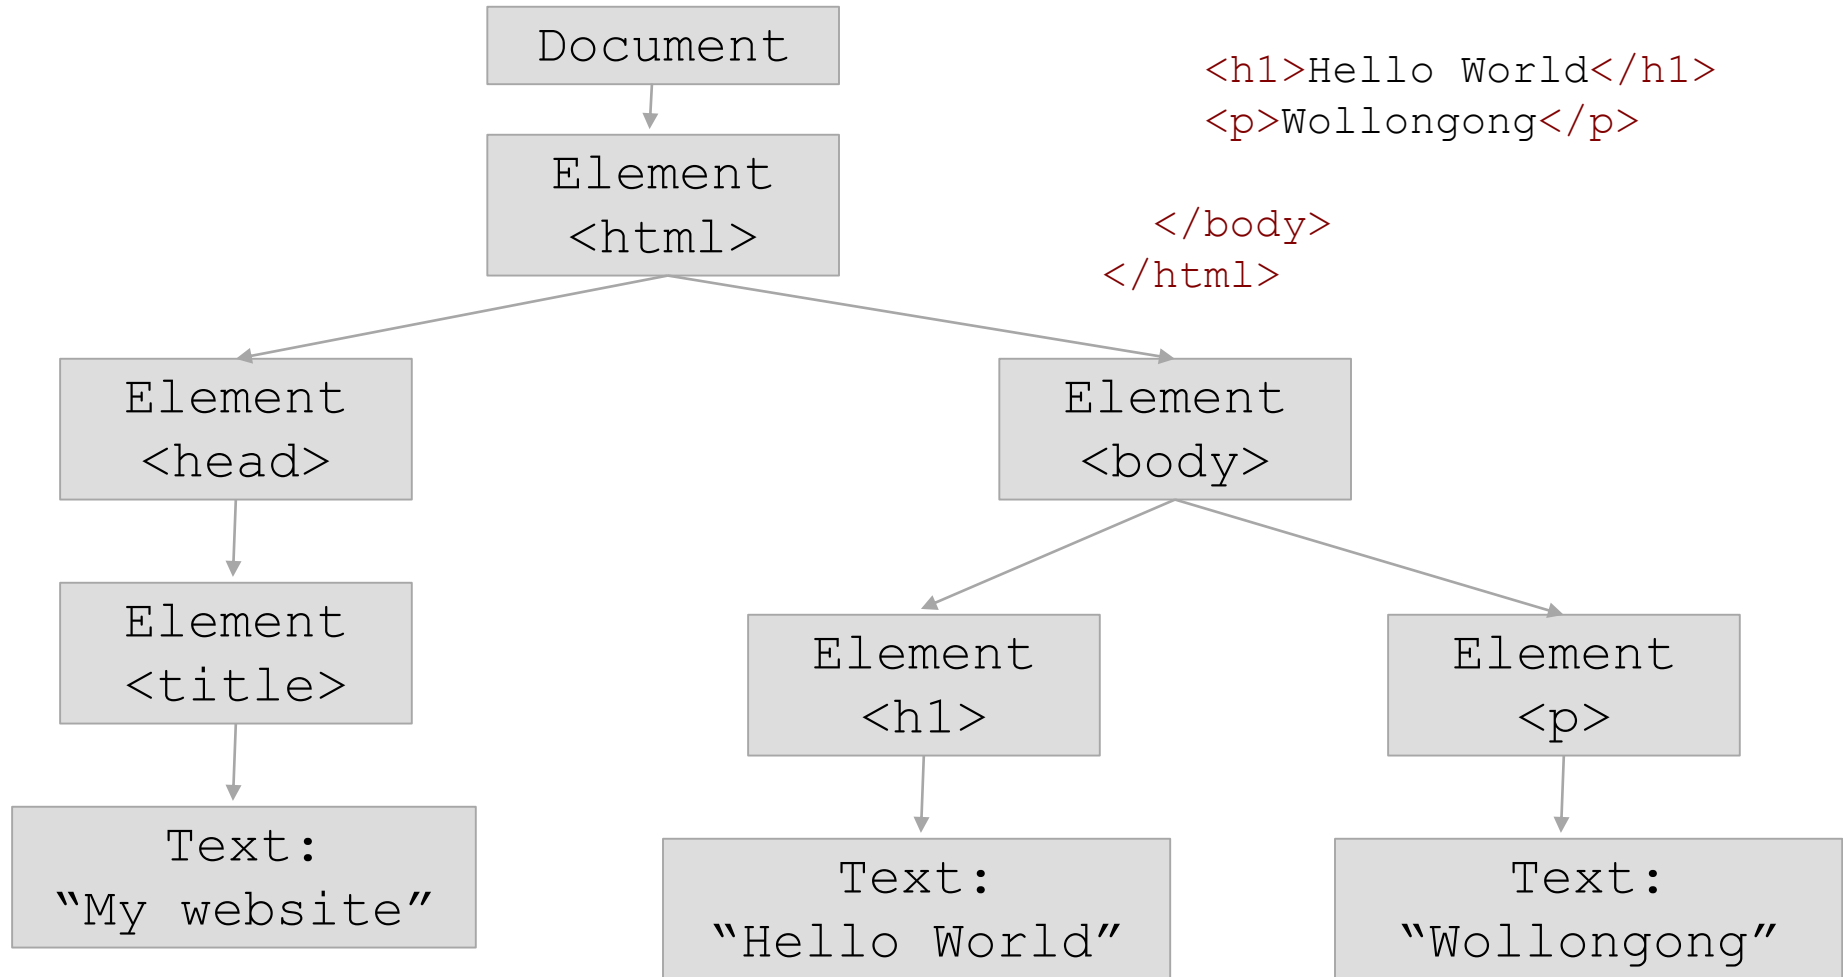 Document
<h1>Hello World</h1>
<p>Wollongong</p>
Element
<html>
</body>
</html>
Element
<head>
Element
<body>
Element
<title>
Element
<h1>
Element
<p>
Text:
“My website”
Text:
“Hello World”
Text:
“Wollongong”